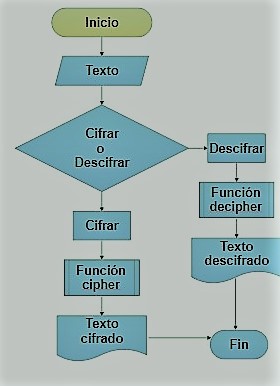 Inicio
Texto
Cifrar
o
Descifrar
Descifrar
Función
decipher
Texto
descifrado
Cifrar
Función
cipher
Texto
cifrado
Fin